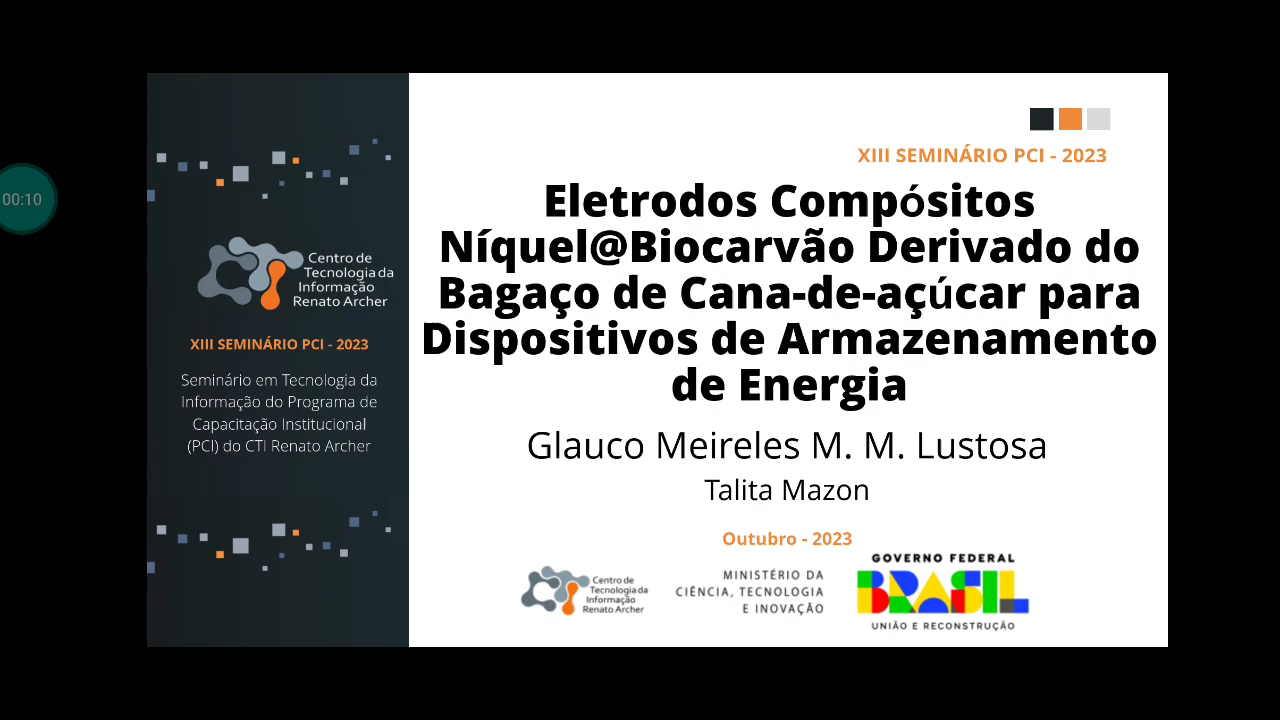 00:10
Centro de
Tecnologia da
Informação
Renato Archer
XIII SEMINÁRIO PCI - 2023
Seminário em Tecnologia da
Informação do Programa de
Capacitação Institucional
(PCI) do CTI Renato Archer
XIII SEMINÁRIO PCI - 2023
Eletrodos Compósitos
Níquel@Biocarvão Derivado do
Bagaço de Cana-de-açúcar para
Dispositivos de Armazenamento
de Energia
Glauco Meireles M. M. Lustosa
Talita Mazon
Outubro - 2023
Centro de
Tecnologia da
Informação
Renato Archer
MINISTÉRIO DA
CIÊNCIA, TECNOLOGIA
E INOVAÇÃO
GOVERNO FEDERAL
BRASIL
UNIÃO E RECONSTRUÇÃO